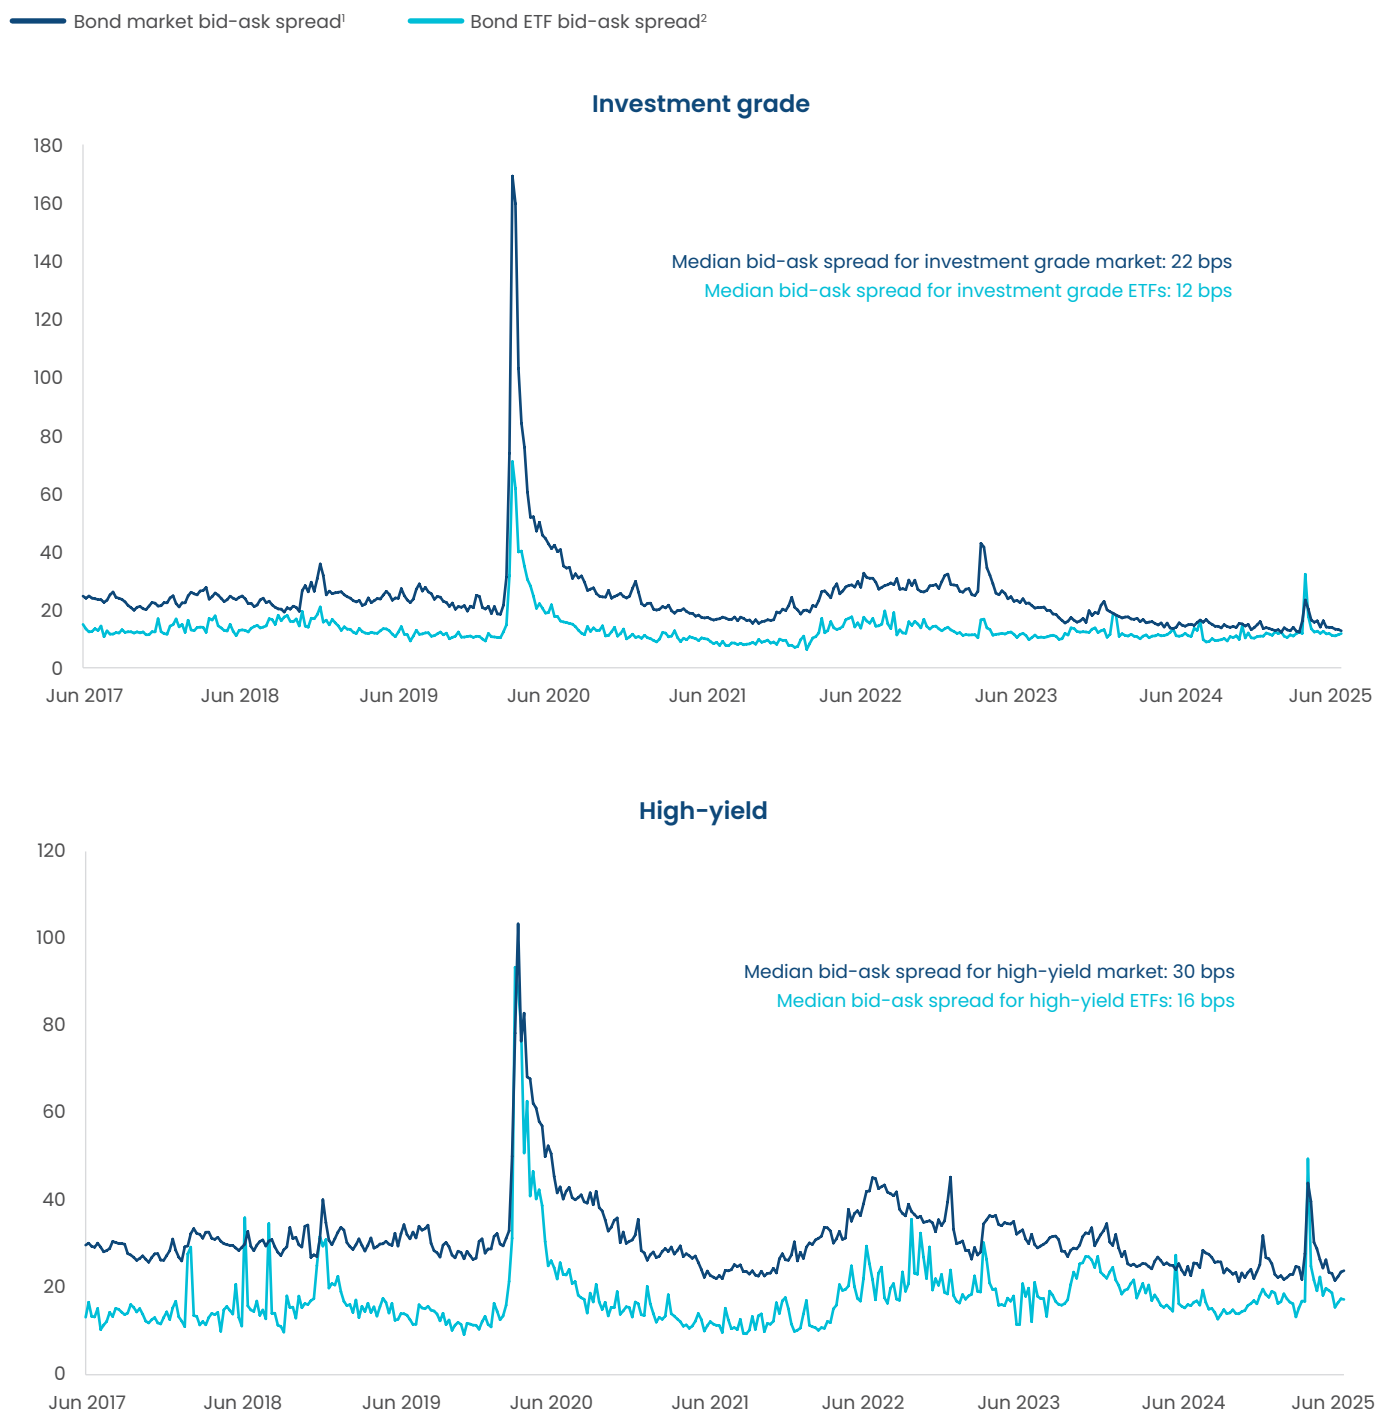 Bond market bid-ask spread¹
Bond ETF bid-ask spread²
Investment grade
180
160
140
120
100
80
60
40
20
0
Median bid-ask spread for investment grade market: 22 bps
Median bid-ask spread for investment grade ETFs: 12 bps
Jun 2017
Jun 2018
Jun 2019
Jun 2020
Jun 2021
Jun 2022
Jun 2023
Jun 2024
Jun 2025
High-yield
120
100
80
60
40
20
0
Median bid-ask spread for high-yield market: 30 bps
Median bid-ask spread for high-yield ETFs: 16 bps
Jun 2017
Jun 2018
Jun 2019
Jun 2020
Jun 2021
Jun 2022
Jun 2023
Jun 2024
Jun 2025